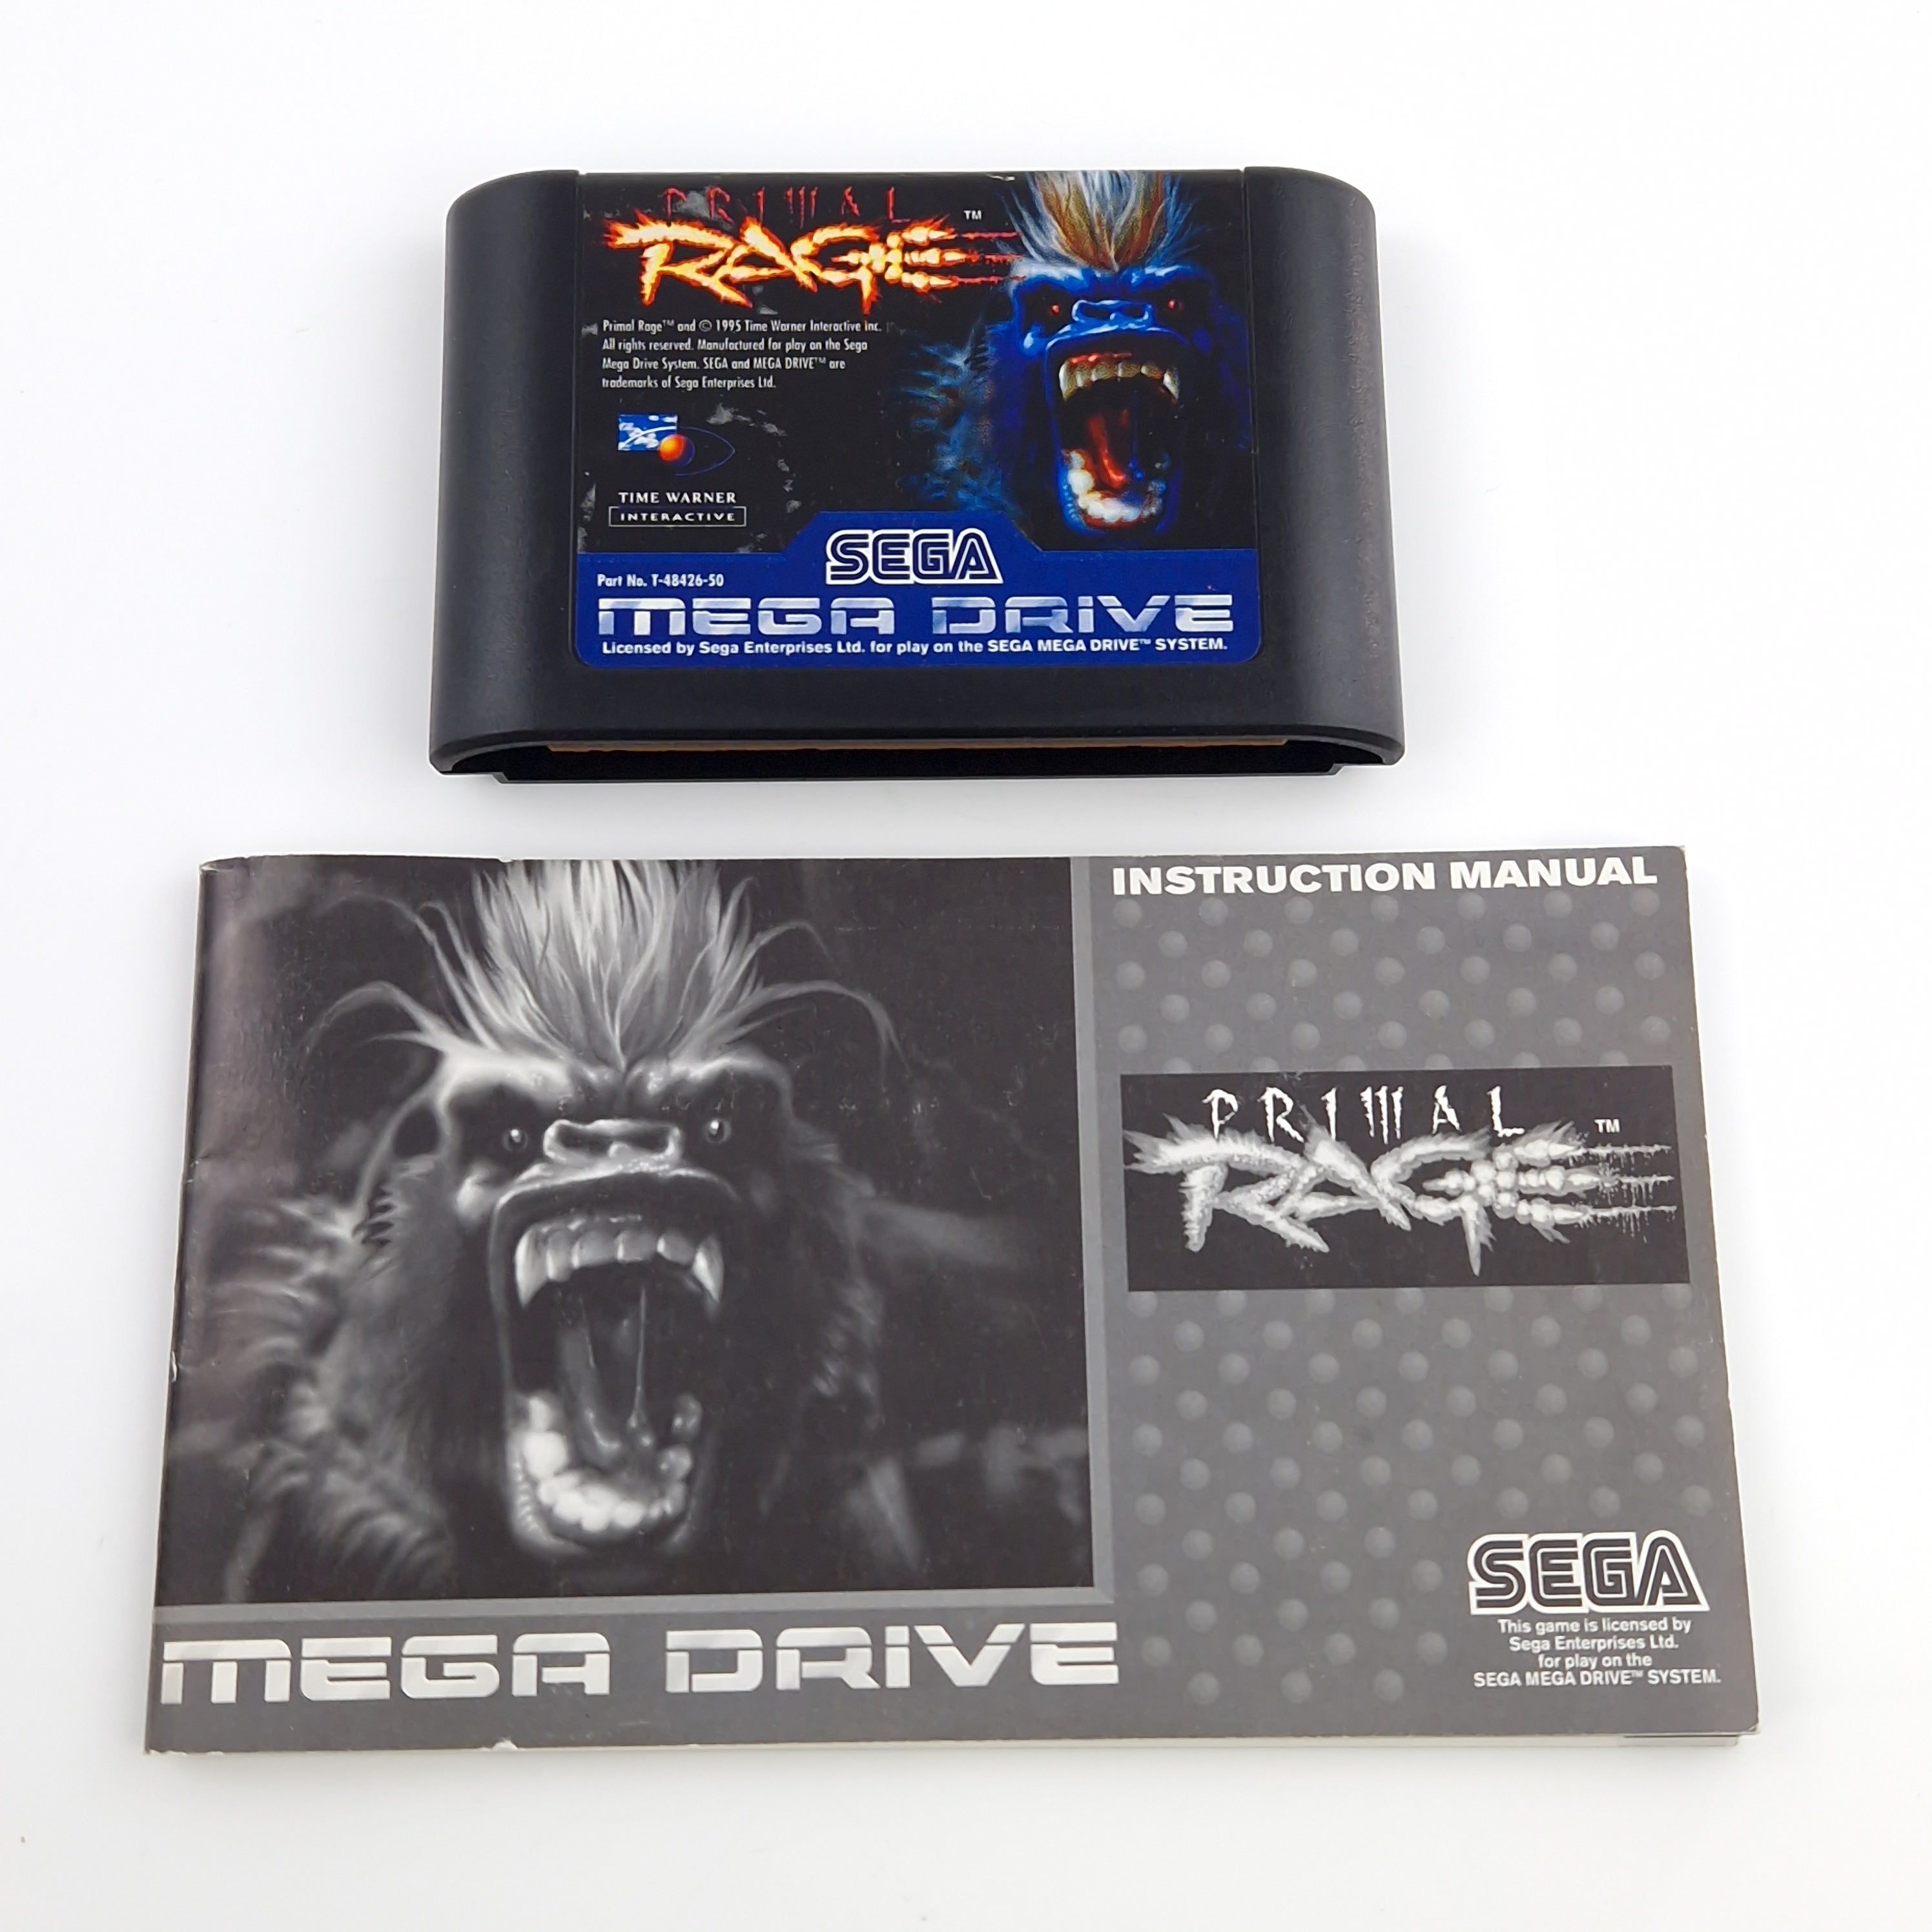 PRIMAL
RAGE™
Primal Rage™ and © 1995 Time Warner Interactive Inc.
All rights reserved. Manufactured for play on the Sega
Mega Drive System. SEGA and MEGA DRIVE™ are
trademarks of Sega Enterprises Ltd.
TIME WARNER
INTERACTIVE
SEGA
Part No. T-48426-50
MEGA DRIVE
Licensed by Sega Enterprises Ltd. for play on the SEGA MEGA DRIVE™ SYSTEM.
INSTRUCTION MANUAL
PRIMAL
RAGE™
SEGA
This game is licensed by
Sega Enterprises Ltd.
for play on the
SEGA MEGA DRIVE™ SYSTEM.
MEGA DRIVE